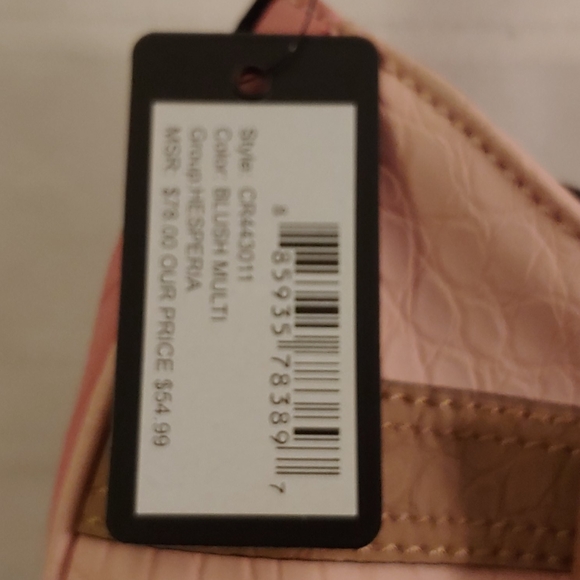 Style: CR443011
Color: BLUSH MULTI
Group:HESPERIA
MSR: $78.00 OUR PRICE $54.99
8 85935 78389 7